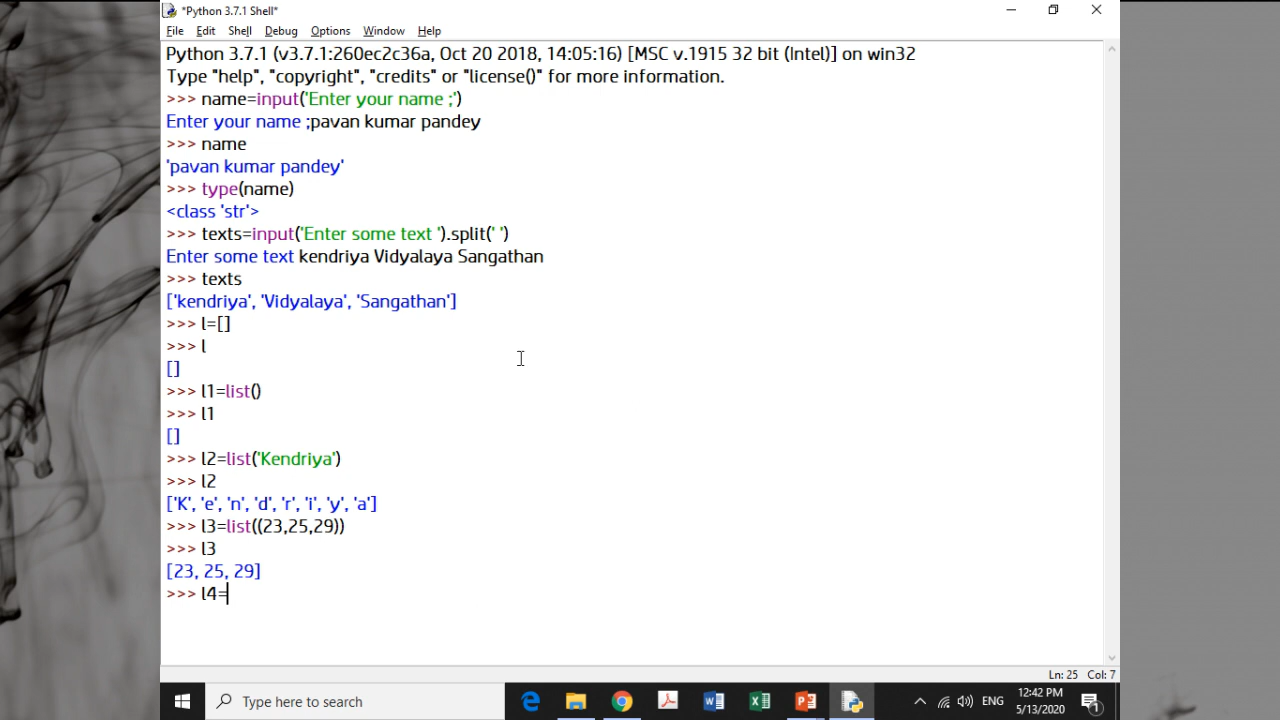 *Python 3.7.1 Shell*
File Edit Shell Debug Options Window Help
Python 3.7.1 (v3.7.1:260ec2c36a, Oct 20 2018, 14:05:16) [MSC v.1915 32 bit (Intel)] on win32
Type "help", "copyright", "credits" or "license()" for more information.
>>> name=input('Enter your name ;')
Enter your name ;pavan kumar pandey
>>> name
'pavan kumar pandey'
>>> type(name)
<class 'str'>
>>> texts=input('Enter some text ').split(' ')
Enter some text kendriya Vidyalaya Sangathan
>>> texts
['kendriya', 'Vidyalaya', 'Sangathan']
>>> l=[]
>>> l
[]
>>> l1=list()
>>> l1
[]
>>> l2=list('Kendriya')
>>> l2
['K', 'e', 'n', 'd', 'r', 'i', 'y', 'a']
>>> l3=list((23,25,29))
>>> l3
[23, 25, 29]
>>> l4=
Ln: 25 Col: 7
Type here to search
ENG
12:42 PM
5/13/2020
1